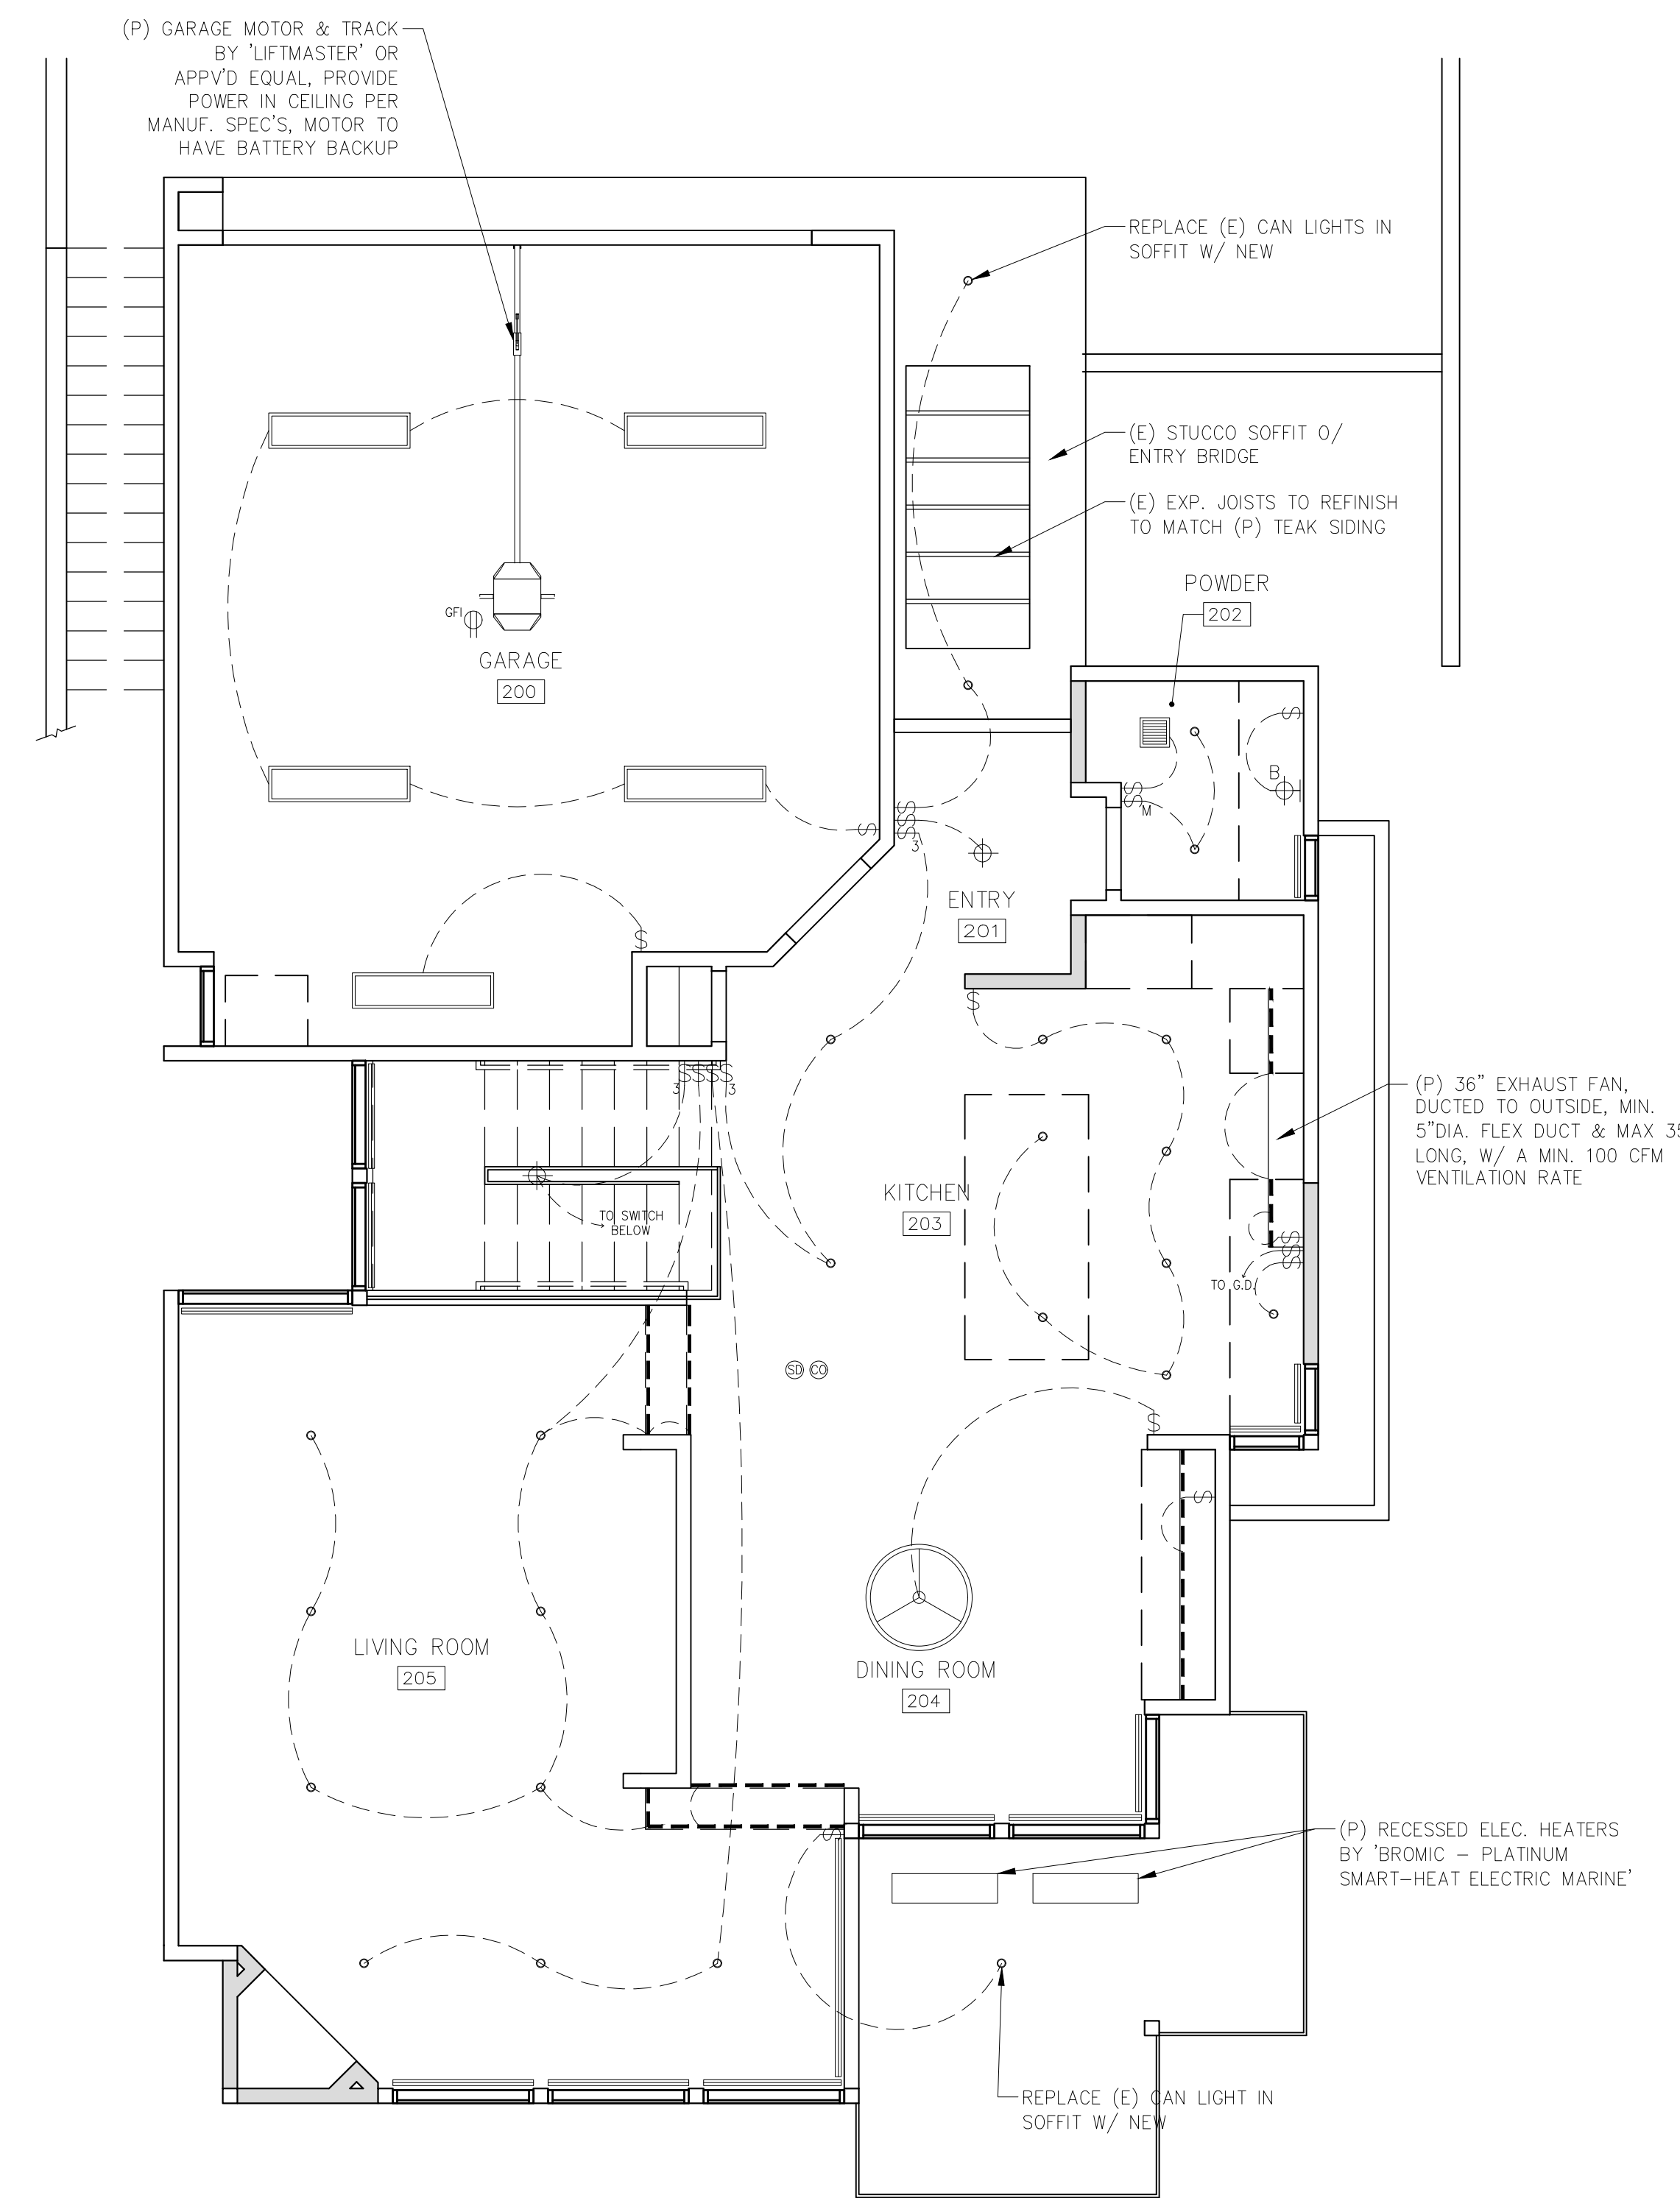 (P) GARAGE MOTOR & TRACK
BY 'LIFTMASTER' OR
APPV'D EQUAL, PROVIDE
POWER IN CEILING PER
MANUF. SPEC'S, MOTOR TO
HAVE BATTERY BACKUP
REPLACE (E) CAN LIGHTS IN
SOFFIT W/ NEW
(E) STUCCO SOFFIT O/
ENTRY BRIDGE
(E) EXP. JOISTS TO REFINISH
TO MATCH (P) TEAK SIDING
POWDER
202
GFI
GARAGE
200
B
S
S
S
M
S
S
S
S
3
ENTRY
201
S
S
3
S
S
S
S
3
(P) 36" EXHAUST FAN,
DUCTED TO OUTSIDE, MIN.
5"DIA. FLEX DUCT & MAX 35
LONG, W/ A MIN. 100 CFM
VENTILATION RATE
KITCHEN
203
TO SWITCH
BELOW
S
S
S
TO G.D.
SD CO
S
S
LIVING ROOM
205
DINING ROOM
204
S
(P) RECESSED ELEC. HEATERS
BY 'BROMIC – PLATINUM
SMART–HEAT ELECTRIC MARINE'
REPLACE (E) CAN LIGHT IN
SOFFIT W/ NEW